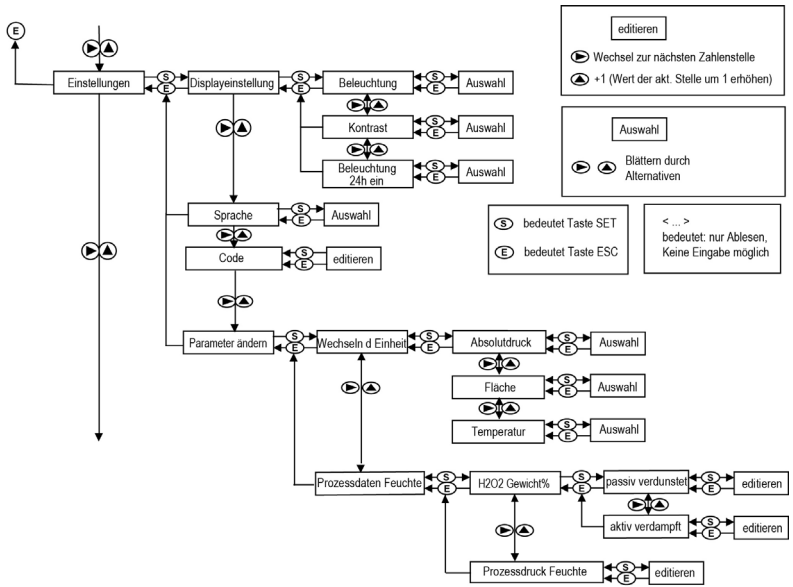 E
editieren
Wechsel zur nächsten Zahlenstelle
+1 (Wert der akt. Stelle um 1 erhöhen)
Einstellungen
S
E
Displayeinstellung
S
E
Beleuchtung
S
E
Auswahl
Kontrast
S
E
Auswahl
Beleuchtung
24h ein
S
E
Auswahl
Auswahl
Blättern durch
Alternativen
Sprache
S
E
Auswahl
S bedeutet Taste SET
E bedeutet Taste ESC
< ... >
bedeutet: nur Ablesen,
Keine Eingabe möglich
Code
S
E
editieren
Parameter ändern
S
E
Wechseln d Einheit
S
E
Absolutdruck
S
E
Auswahl
Fläche
S
E
Auswahl
Temperatur
S
E
Auswahl
Prozessdaten Feuchte
S
E
H2O2 Gewicht%
S
E
passiv verdunstet
S
E
editieren
aktiv verdampft
S
E
editieren
Prozessdruck Feuchte
S
E
editieren